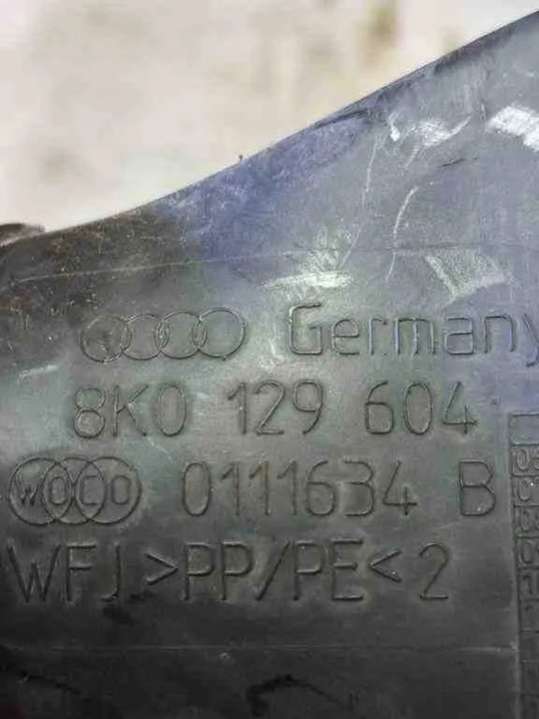 Germany
8K0 129 604
WOCO 0111634 B
WFJ >PP/PE< 2